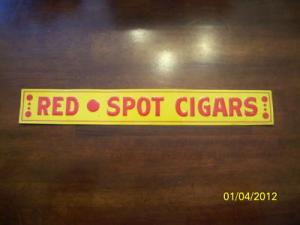 RED • SPOT CIGARS
01/04/2012